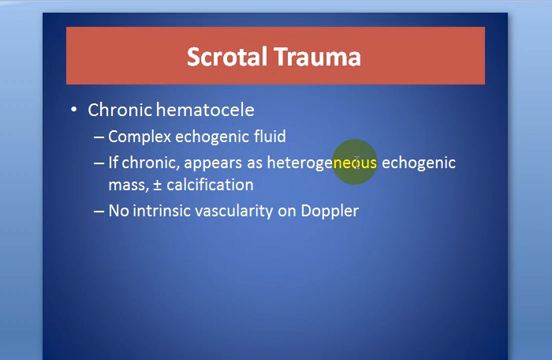 Scrotal Trauma
• Chronic hematocele
– Complex echogenic fluid
– If chronic, appears as heterogeneous echogenic
mass, ± calcification
– No intrinsic vascularity on Doppler